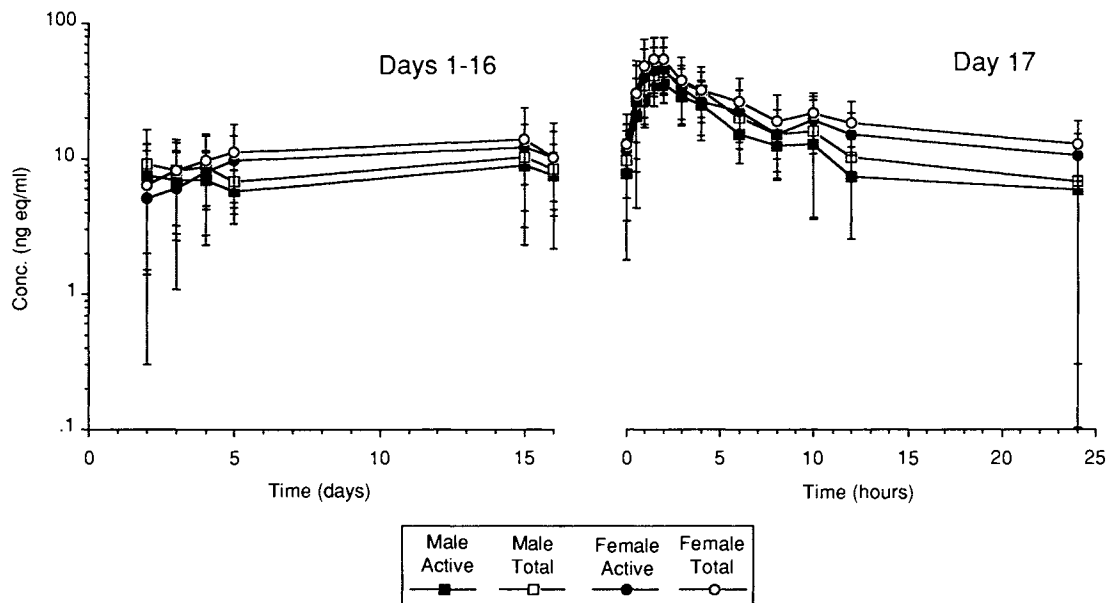 100
10
1
.1
Conc. (ng eq/ml)
Days 1-16
0
5
10
15
Time (days)
Day 17
0
5
10
15
20
25
Time (hours)
Male Active
Male Total
Female Active
Female Total